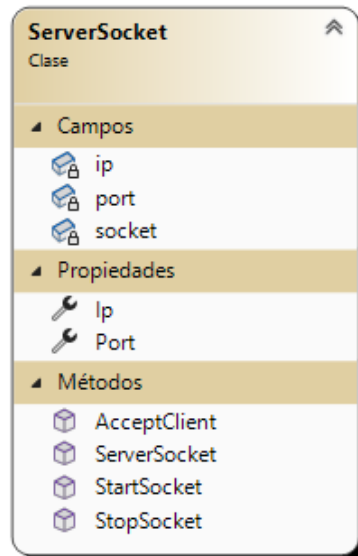 ServerSocket
Clase
Campos
ip
port
socket
Propiedades
Ip
Port
Métodos
AcceptClient
ServerSocket
StartSocket
StopSocket